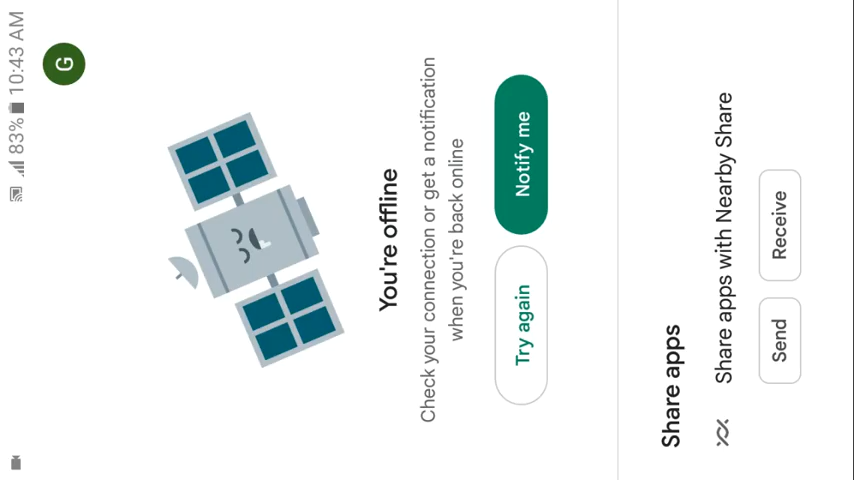 83% 10:43 AM
G
You're offline
Check your connection or get a notification
when you're back online
Try again
Notify me
Share apps
Share apps with Nearby Share
Send
Receive